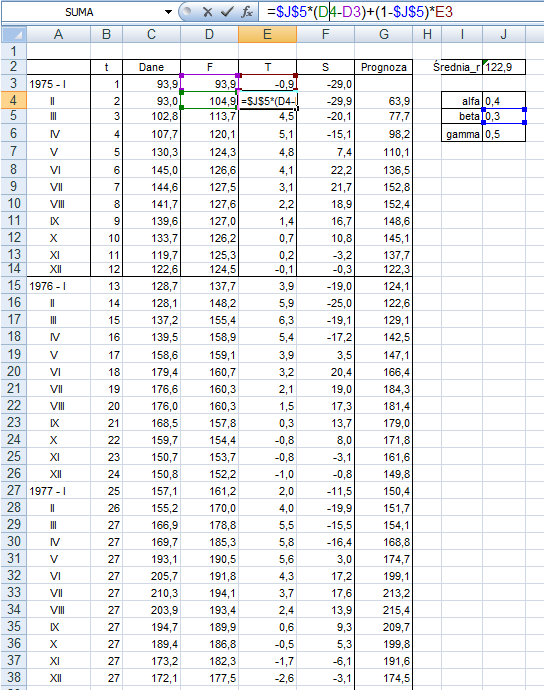 SUMA =$J$5*(D4-D3)+(1-$J$5)*E3
A B C D E F G H I J
1
2 t Dane F T S Prognoza Średnia_r 122,9
3 1975 - I 1 93,9 93,9 -0,9 -29,0
4 II 2 93,0 104,9 =$J$5*(D4- -29,9 63,9 alfa 0,4
5 III 3 102,8 113,7 4,5 -20,1 77,7 beta 0,3
6 IV 4 107,7 120,1 5,1 -15,1 98,2 gamma 0,5
7 V 5 130,3 124,3 4,8 7,4 110,1
8 VI 6 145,0 126,6 4,1 22,2 136,5
9 VII 7 144,6 127,5 3,1 21,7 152,8
10 VIII 8 141,7 127,6 2,2 18,9 152,4
11 IX 9 139,6 127,0 1,4 16,7 148,6
12 X 10 133,7 126,2 0,7 10,8 145,1
13 XI 11 119,7 125,3 0,2 -3,2 137,7
14 XII 12 122,6 124,5 -0,1 -0,3 122,3
15 1976 - I 13 128,7 137,7 3,9 -19,0 124,1
16 II 14 128,1 148,2 5,9 -25,0 122,6
17 III 15 137,2 155,4 6,3 -19,1 129,1
18 IV 16 139,5 158,9 5,4 -17,2 142,5
19 V 17 158,6 159,1 3,9 3,5 147,1
20 VI 18 179,4 160,7 3,2 20,4 166,4
21 VII 19 176,6 160,3 2,1 19,0 184,3
22 VIII 20 176,0 160,3 1,5 17,3 181,4
23 IX 21 168,5 157,8 0,3 13,7 179,0
24 X 22 159,7 154,4 -0,8 8,0 171,8
25 XI 23 150,7 153,7 -0,8 -3,1 161,6
26 XII 24 150,8 152,2 -1,0 -0,8 149,8
27 1977 - I 25 157,1 161,2 2,0 -11,5 150,4
28 II 26 155,2 170,0 4,0 -19,9 151,7
29 III 27 166,9 178,8 5,5 -15,5 154,1
30 IV 27 169,7 185,3 5,8 -16,4 168,8
31 V 27 193,1 190,5 5,6 3,0 174,7
32 VI 27 205,7 191,8 4,3 17,2 199,1
33 VII 27 210,3 194,1 3,7 17,6 213,2
34 VIII 27 203,9 193,4 2,4 13,9 215,4
35 IX 27 194,7 189,9 0,6 9,3 209,7
36 X 27 189,4 186,8 -0,5 5,3 199,8
37 XI 27 173,2 182,3 -1,7 -6,1 191,6
38 XII 27 172,1 177,5 -2,6 -3,1 174,5